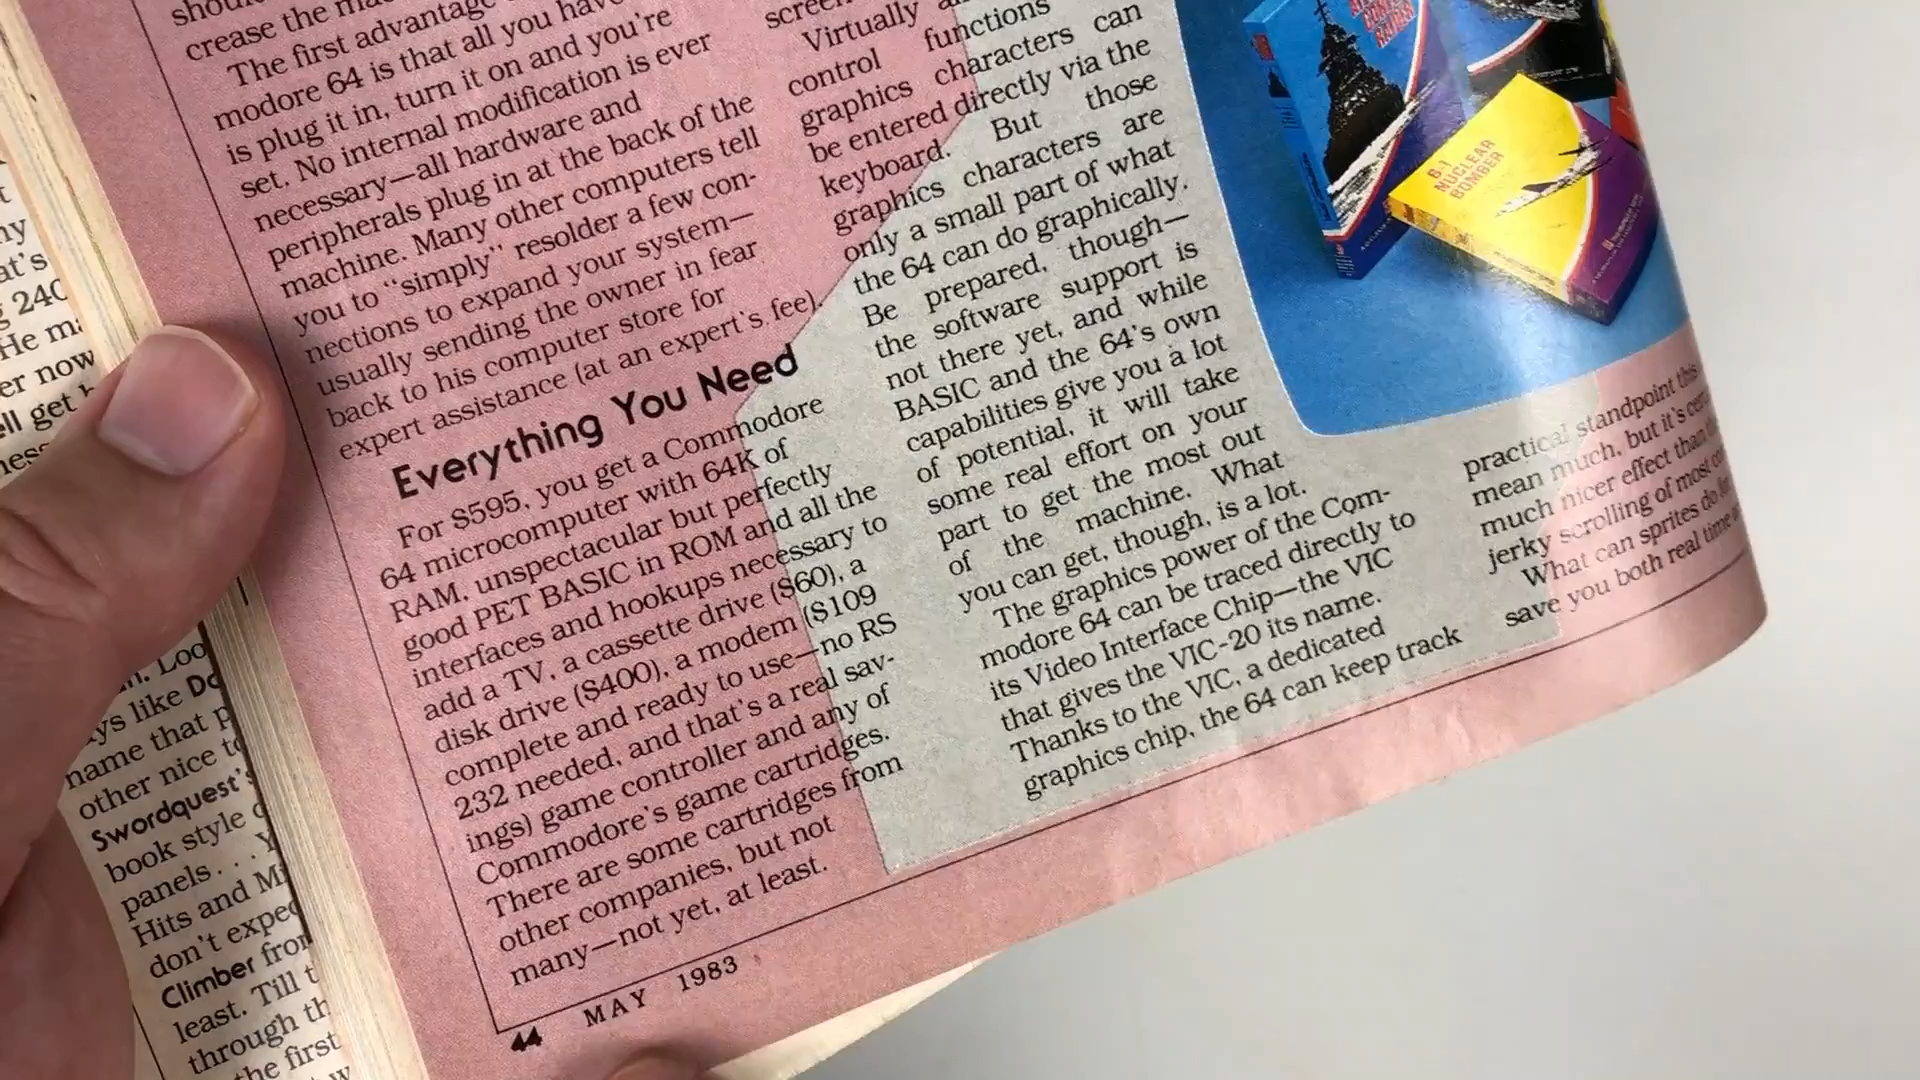 ny
at's
g 240
er now
ell get
Loo
ys like
name that
other nice to
Swordquest's
book style
panels. . . Y
Hits and
don't
Climber from
least. Till
through
the first
crease the
The first advantage
modore 64 is that all you have
is plug it in, turn it on and you're
set. No internal modification is ever
necessary—all hardware and
peripherals plug in at the back of the
machine. Many other computers tell
you to "simply" resolder a few con-
nections to expand your system—
usually sending the owner in fear
back to his computer store for
expert assistance (at an expert's fee).
Everything You Need
For $595, you get a Commodore
64 microcomputer with 64K of
RAM, unspectacular but perfectly
good PET BASIC in ROM and all the
interfaces and hookups necessary to
add a TV, a cassette drive ($60), a
disk drive ($400), a modem ($109
complete and ready to use—no RS
232 needed, and that's a real sav-
ings) game controller and any of
Commodore's game cartridges.
There are some cartridges from
other companies, but not
many—not yet, at least.
screen
Virtually
control functions
graphics characters can
be entered directly via the
keyboard. But those
graphics characters are
only a small part of what
the 64 can do graphically.
Be prepared, though—
the software support is
not there yet, and while
BASIC and the 64's own
capabilities give you a lot
of potential, it will take
some real effort on your
part to get the most out
of the machine. What
you can get, though, is a lot.
The graphics power of the Com-
modore 64 can be traced directly to
its Video Interface Chip—the VIC
that gives the VIC-20 its name.
Thanks to the VIC, a dedicated
graphics chip, the 64 can keep track
B-1
NUCLEAR
BOMBER
practical standpoint this
mean much, but it's
much nicer effect than
jerky scrolling of most
What can sprites do
save you both real time
44 MAY 1983